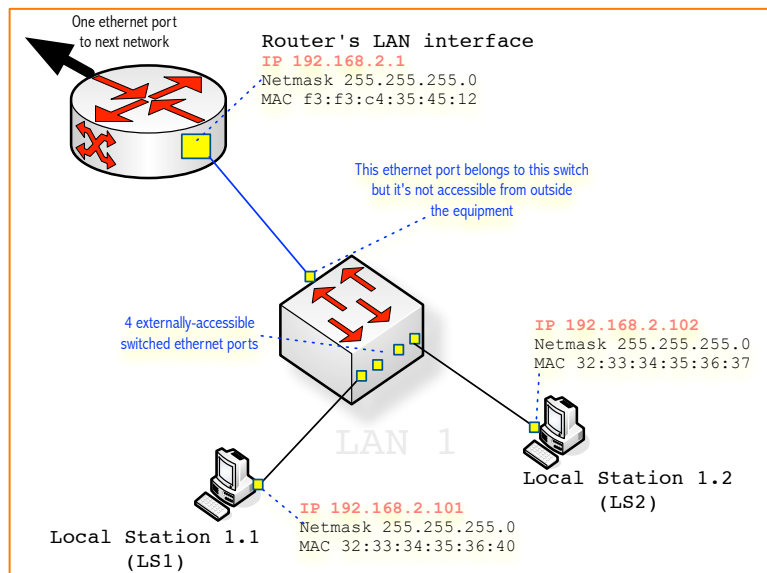 One ethernet port
to next network
Router's LAN interface
IP 192.168.2.1
Netmask 255.255.255.0
MAC f3:f3:c4:35:45:12
This ethernet port belongs to this switch
but it's not accessible from outside
the equipment
4 externally-accessible
switched ethernet ports
IP 192.168.2.102
Netmask 255.255.255.0
MAC 32:33:34:35:36:37
LAN 1
Local Station 1.2
(LS2)
IP 192.168.2.101
Netmask 255.255.255.0
MAC 32:33:34:35:36:40
Local Station 1.1
(LS1)